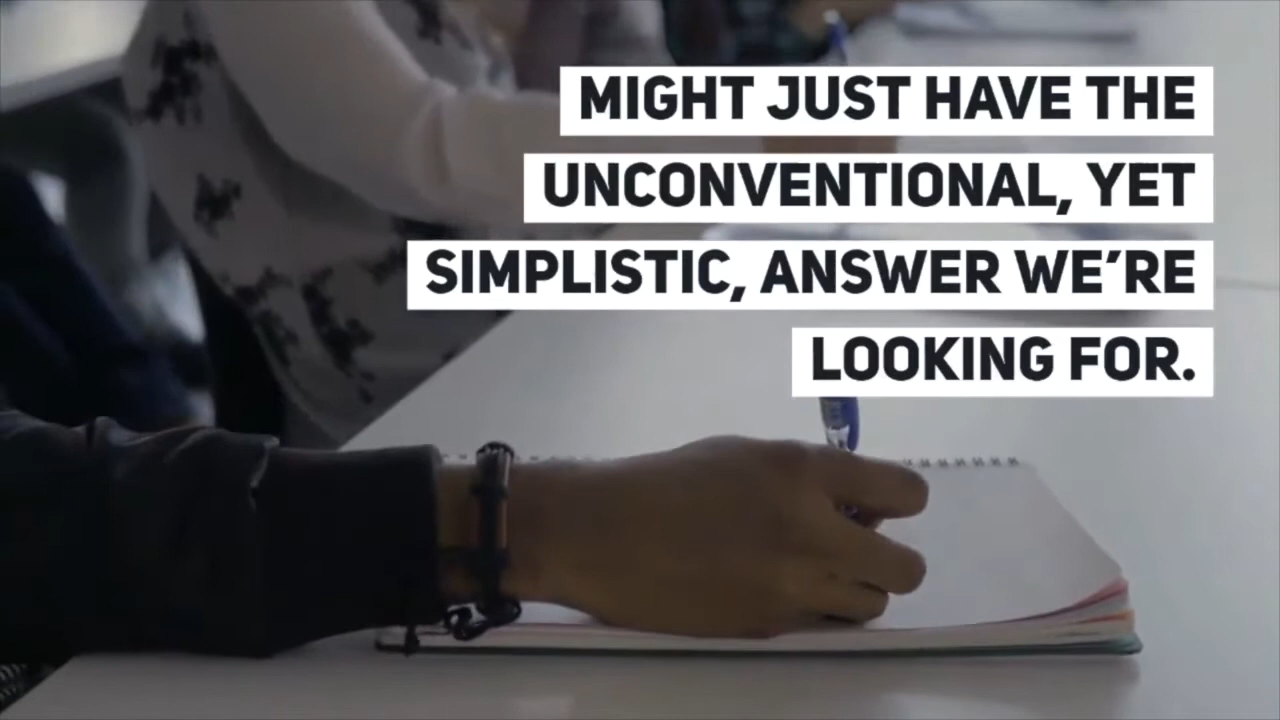 MIGHT JUST HAVE THE
UNCONVENTIONAL, YET
SIMPLISTIC, ANSWER WE'RE
LOOKING FOR.